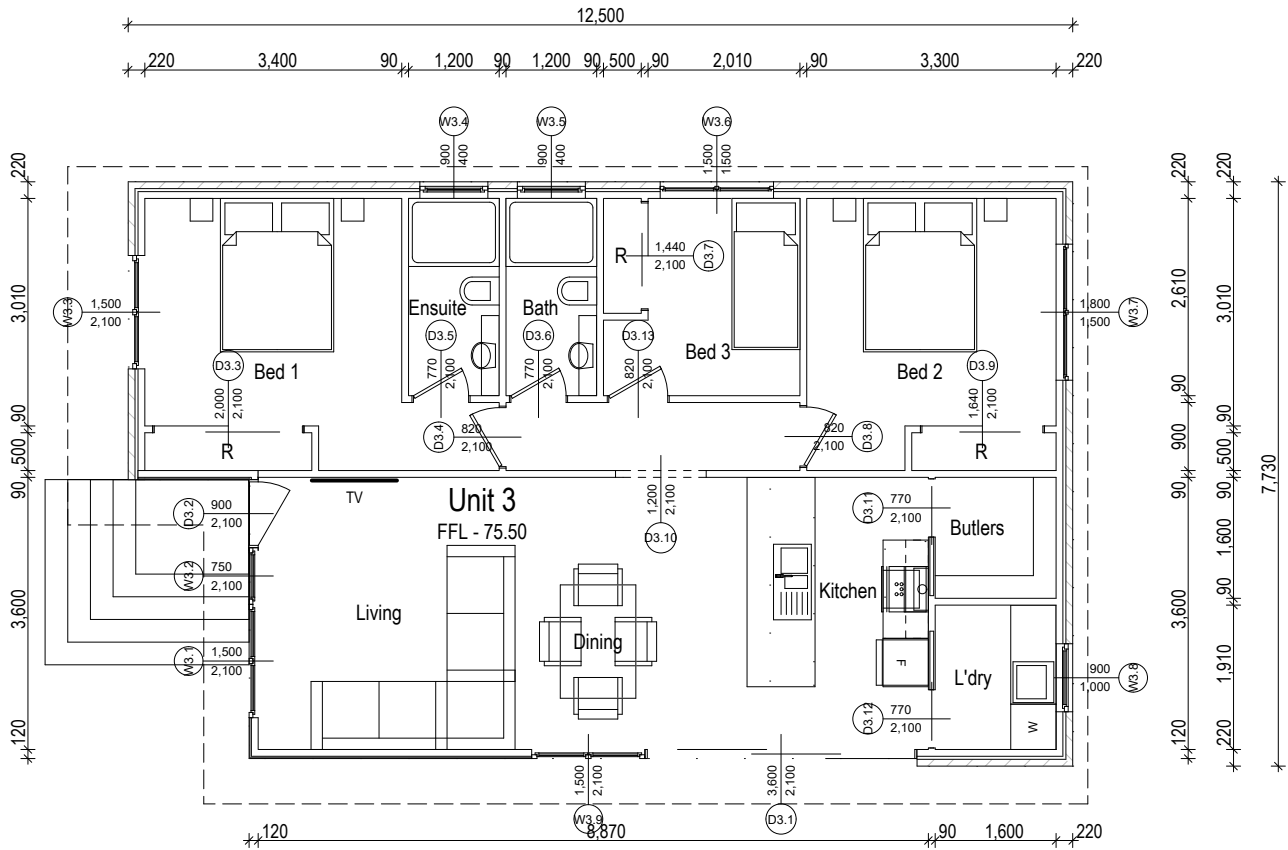 12,500
220 3,400 90 1,200 90 1,200 90 500 90 2,010 90 3,300 220
W3.4 W3.5 W3.6
900 400 900 400 1,500 1,500
220 220 220
3,010 2,610 3,010
W3.3 1,500 2,100
R 1,440 2,100 D3.7
1,800 1,500 W3.7
Ensuite Bath
D3.5 D3.6 D3.13
D3.3 Bed 1 770 2,100 770 2,100 820 2,100 Bed 3 Bed 2 D3.9
2,000 2,100 1,640 2,100
90 90 90
D3.4 820 2,100 820 2,100 D3.8
500 R R 900 500
90 90 90
TV Unit 3
FFL - 75.50
D3.2 900 2,100
1,200 2,100 D3.10
D3.11 770 2,100
Butlers
1,600
7,730
W3.2 750 2,100
Kitchen
90
3,600 Living 3,600
Dining
W3.1 1,500 2,100
F
L'dry
1,910
900 1,000 W3.8
D3.12 770 2,100
W
120 120 220
1,500 2,100 3,600 2,100
W3.9 D3.1
120 8,870 90 1,600 220